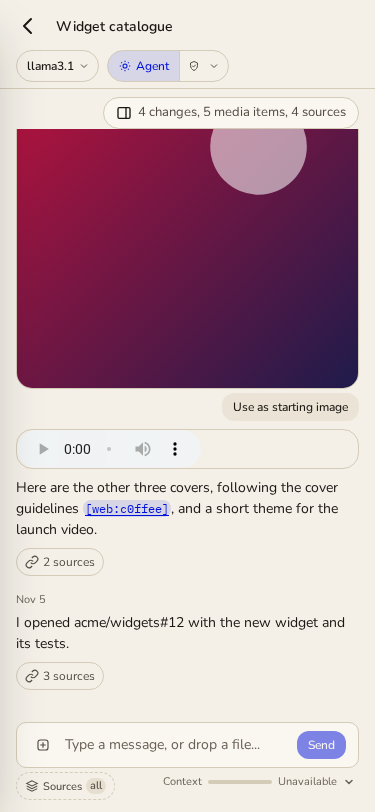 Widget catalogue
llama3.1
Agent
4 changes, 5 media items, 4 sources
Use as starting image
0:00
Here are the other three covers, following the cover
guidelines [web:c0ffee], and a short theme for the
launch video.
2 sources
Nov 5
I opened acme/widgets#12 with the new widget and
its tests.
3 sources
Type a message, or drop a file...
Send
Sources all
Context
Unavailable